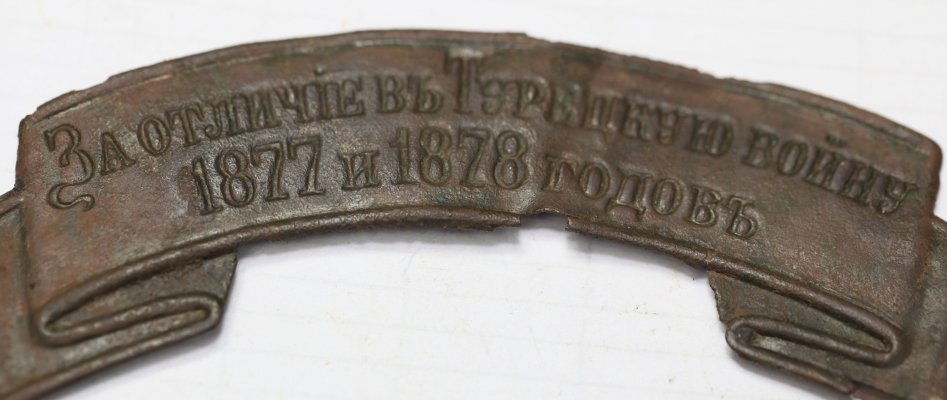 За отличіе въ Турецкую войну
1877 и 1878 годовъ